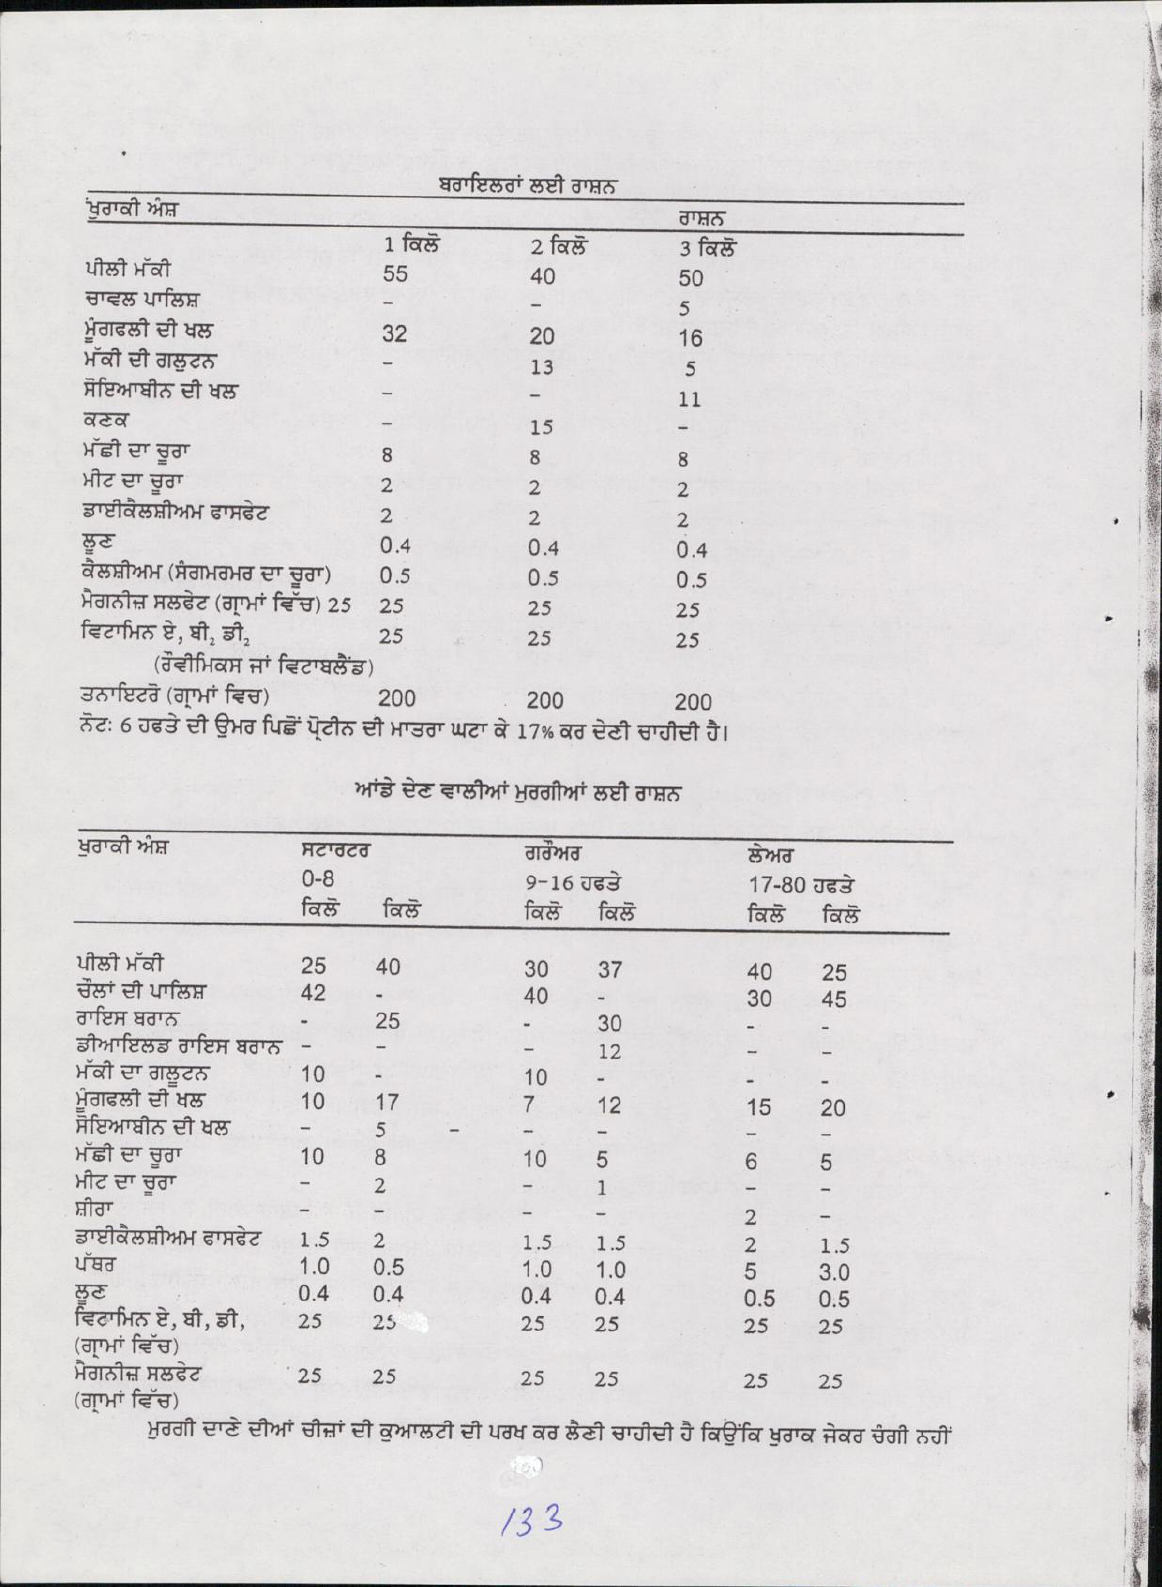 ਬਰਾਇਲਰਾਂ ਲਈ ਰਾਸ਼ਨ
ਖੁਰਾਕੀ ਅੰਸ਼ ਰਾਸ਼ਨ
1 ਕਿਲੋ 2 ਕਿਲੋ 3 ਕਿਲੋ
ਪੀਲੀ ਮੱਕੀ 55 40 50
ਚਾਵਲ ਪਾਲਿਸ਼ – – 5
ਮੂੰਗਫਲੀ ਦੀ ਖਲ 32 20 16
ਮੱਕੀ ਦੀ ਗਲੁਟਨ – 13 5
ਸੋਇਆਬੀਨ ਦੀ ਖਲ – – 11
ਕਣਕ – 15 –
ਮੱਛੀ ਦਾ ਚੂਰਾ 8 8 8
ਮੀਟ ਦਾ ਚੂਰਾ 2 2 2
ਡਾਈਕੈਲਸ਼ੀਅਮ ਫਾਸਫੇਟ 2 2 2
ਲੂਣ 0.4 0.4 0.4
ਕੈਲਸ਼ੀਅਮ (ਸੰਗਮਰਮਰ ਦਾ ਚੂਰਾ) 0.5 0.5 0.5
ਮੈਗਨੀਜ਼ ਸਲਫੇਟ (ਗ੍ਰਾਮਾਂ ਵਿੱਚ) 25 25 25 25
ਵਿਟਾਮਿਨ ਏ, ਬੀ₂ ਡੀ₂ 25 25 25
(ਰੌਵੀਮਿਕਸ ਜਾਂ ਵਿਟਾਬਲੈਂਡ)
ਤਨਾਇਟਰੋ (ਗ੍ਰਾਮਾਂ ਵਿਚ) 200 200 200
ਨੋਟ: 6 ਹਫਤੇ ਦੀ ਉਮਰ ਪਿਛੋਂ ਪ੍ਰੋਟੀਨ ਦੀ ਮਾਤਰਾ ਘਟਾ ਕੇ 17% ਕਰ ਦੇਣੀ ਚਾਹੀਦੀ ਹੈ।
ਆਂਡੇ ਦੇਣ ਵਾਲੀਆਂ ਮੁਰਗੀਆਂ ਲਈ ਰਾਸ਼ਨ
ਖੁਰਾਕੀ ਅੰਸ਼ ਸਟਾਰਟਰ ਗਰੌਅਰ ਲੇਅਰ
0-8 9-16 ਹਫਤੇ 17-80 ਹਫਤੇ
ਕਿਲੋ ਕਿਲੋ ਕਿਲੋ ਕਿਲੋ ਕਿਲੋ ਕਿਲੋ
ਪੀਲੀ ਮੱਕੀ 25 40 30 37 40 25
ਚੌਲਾਂ ਦੀ ਪਾਲਿਸ਼ 42 - 40 - 30 45
ਰਾਇਸ ਬਰਾਨ - 25 - 30 - -
ਡੀਆਇਲਡ ਰਾਇਸ ਬਰਾਨ – – – 12 – –
ਮੱਕੀ ਦਾ ਗਲੂਟਨ 10 - 10 - - -
ਮੂੰਗਫਲੀ ਦੀ ਖਲ 10 17 7 12 15 20
ਸੋਇਆਬੀਨ ਦੀ ਖਲ – 5 – – – – –
ਮੱਛੀ ਦਾ ਚੂਰਾ 10 8 10 5 6 5
ਮੀਟ ਦਾ ਚੂਰਾ – 2 – 1 – –
ਸ਼ੀਰਾ – – – – 2 –
ਡਾਈਕੈਲਸ਼ੀਅਮ ਫਾਸਫੇਟ 1.5 2 1.5 1.5 2 1.5
ਪੱਥਰ 1.0 0.5 1.0 1.0 5 3.0
ਲੂਣ 0.4 0.4 0.4 0.4 0.5 0.5
ਵਿਟਾਮਿਨ ਏ, ਬੀ, ਡੀ, 25 25 25 25 25 25
(ਗ੍ਰਾਮਾਂ ਵਿੱਚ)
ਮੈਗਨੀਜ਼ ਸਲਫੇਟ 25 25 25 25 25 25
(ਗ੍ਰਾਮਾਂ ਵਿੱਚ)
ਮੁਰਗੀ ਦਾਣੇ ਦੀਆਂ ਚੀਜ਼ਾਂ ਦੀ ਕੁਆਲਟੀ ਦੀ ਪਰਖ ਕਰ ਲੈਣੀ ਚਾਹੀਦੀ ਹੈ ਕਿਉਂਕਿ ਖੁਰਾਕ ਜੇਕਰ ਚੰਗੀ ਨਹੀਂ
133